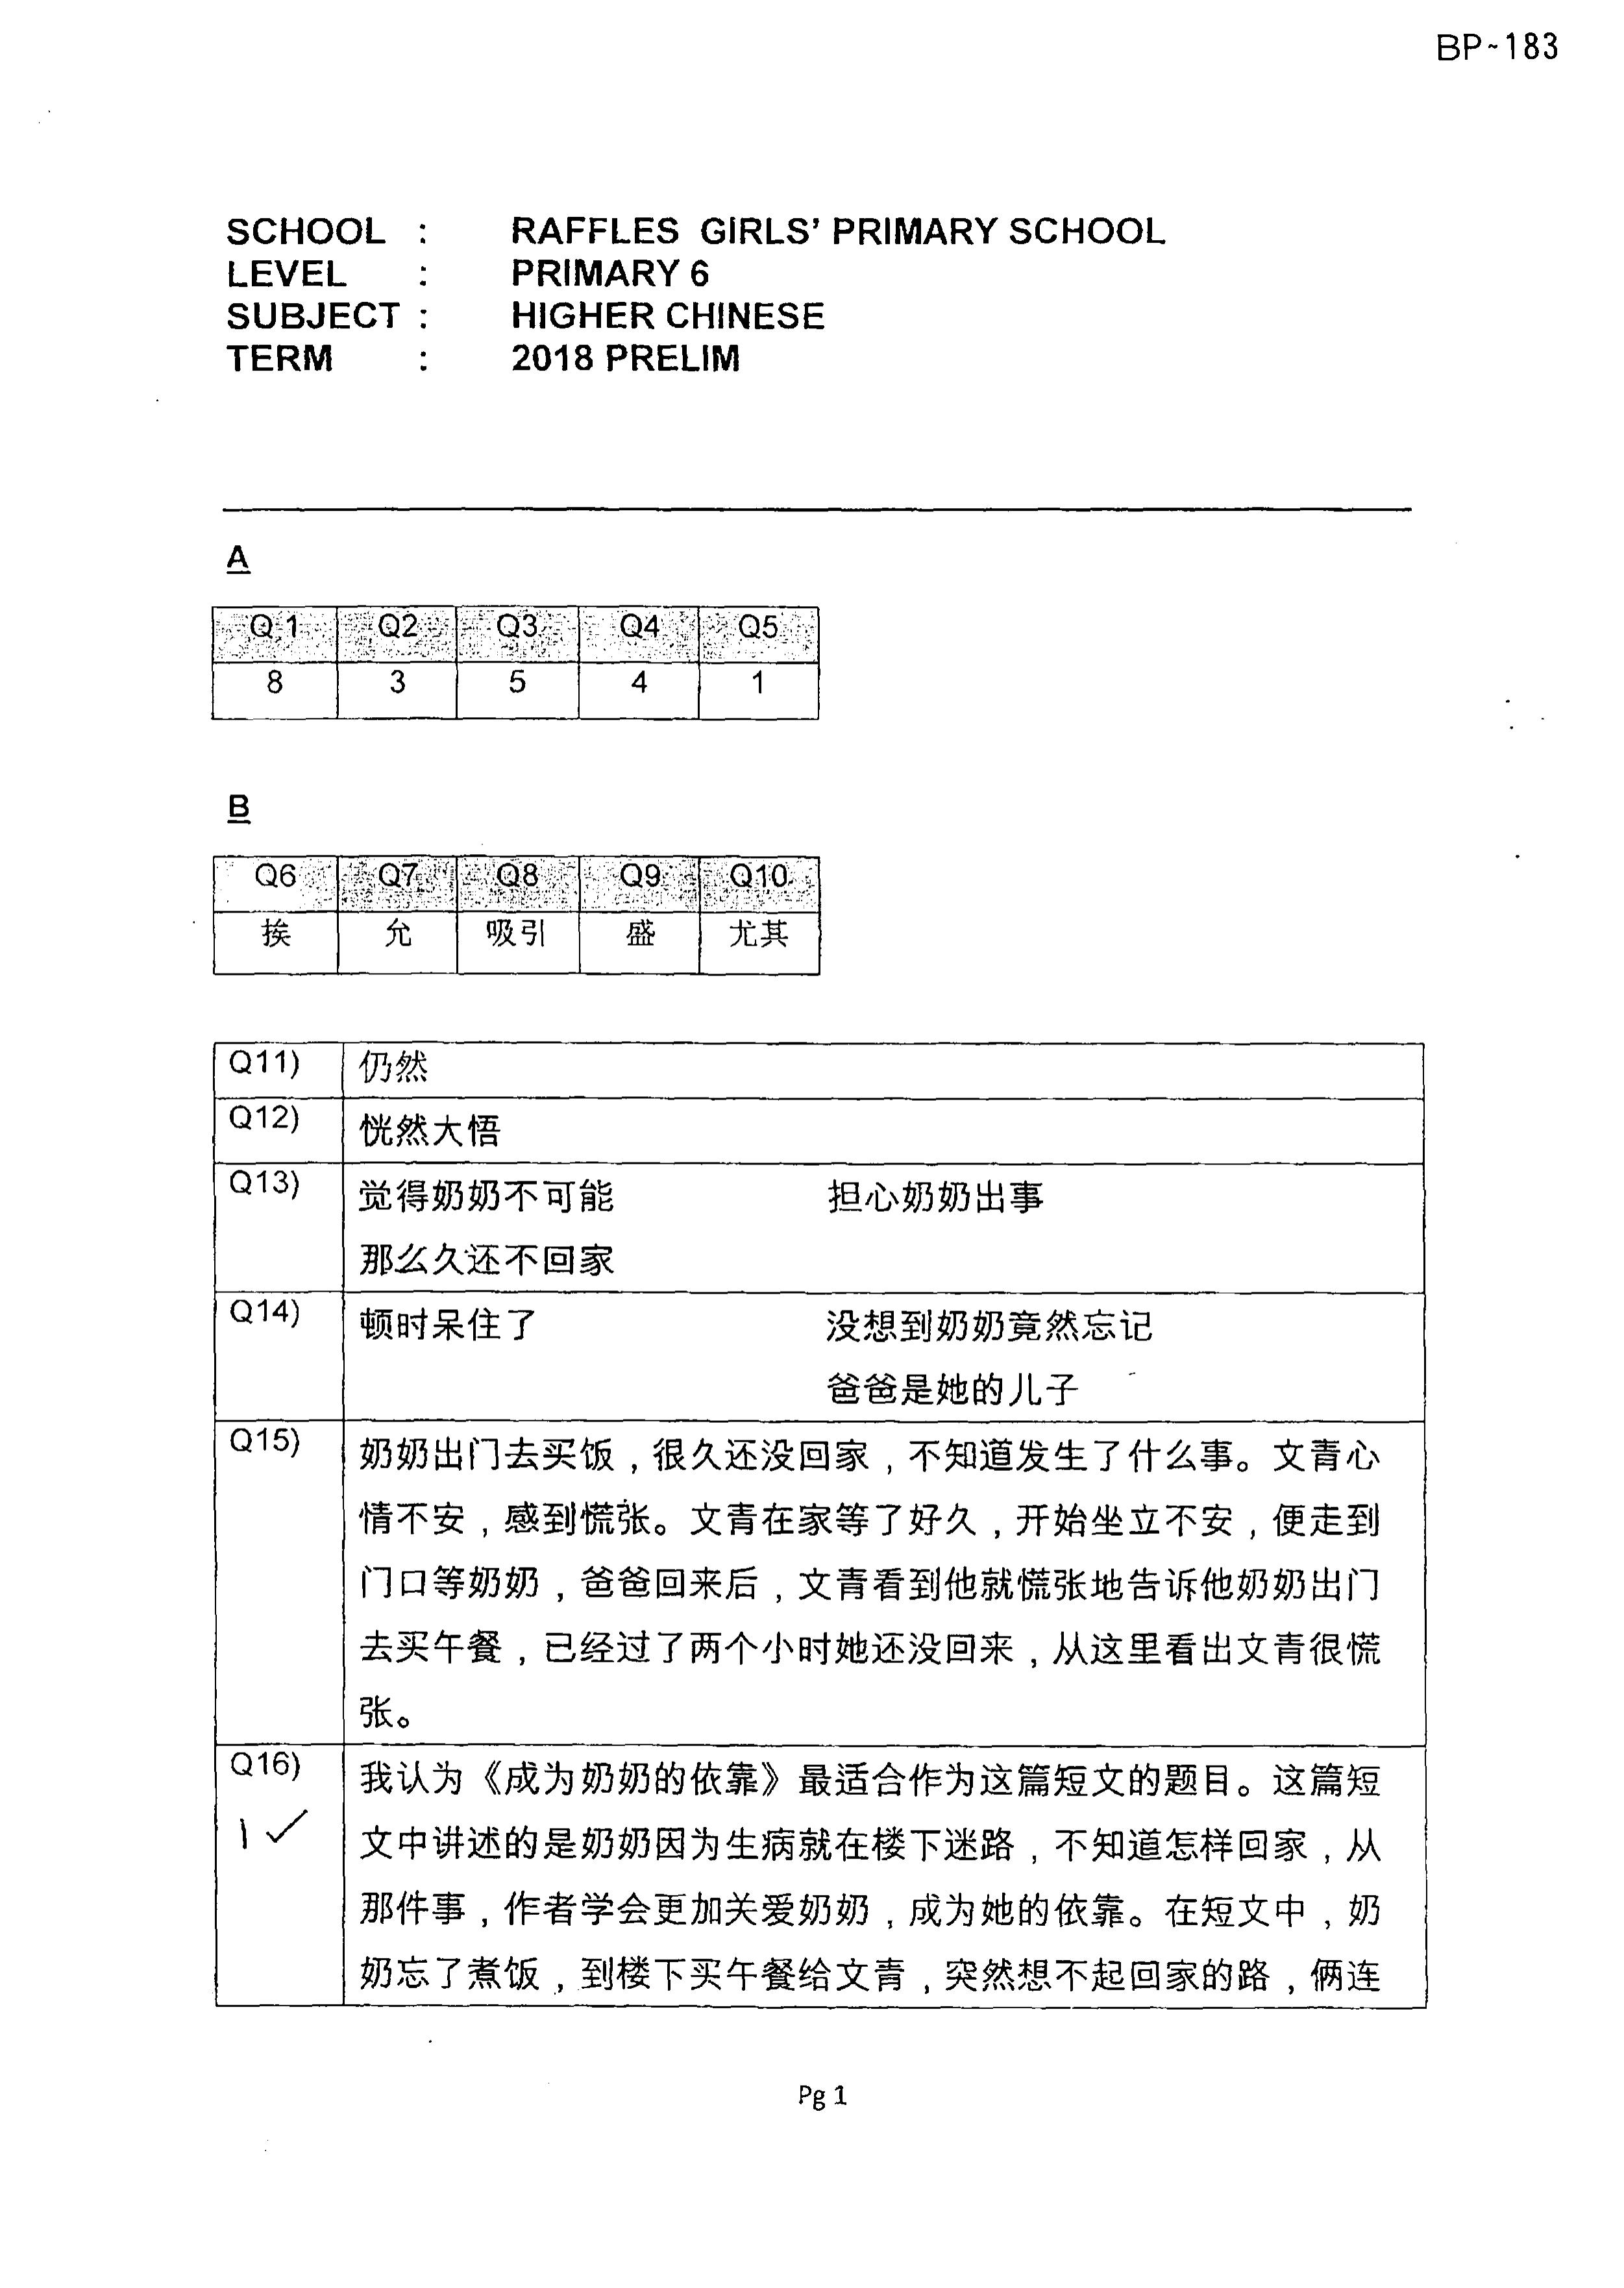 BP~183
SCHOOL : RAFFLES GIRLS' PRIMARY SCHOOL
LEVEL : PRIMARY 6
SUBJECT : HIGHER CHINESE
TERM : 2018 PRELIM
A
Q1 Q2 Q3 Q4 Q5
8 3 5 4 1
B
Q6 Q7 Q8 Q9 Q10
挨 允 吸引 盛 尤其
Q11) 仍然
Q12) 恍然大悟
Q13) 觉得奶奶不可能 担心奶奶出事
那么久还不回家
Q14) 顿时呆住了 没想到奶奶竟然忘记
爸爸是她的儿子
Q15) 奶奶出门去买饭，很久还没回家，不知道发生了什么事。文青心
情不安，感到慌张。文青在家等了好久，开始坐立不安，便走到
门口等奶奶，爸爸回来后，文青看到他就慌张地告诉他奶奶出门
去买午餐，已经过了两个小时她还没回来，从这里看出文青很慌
张。
Q16) 我认为《成为奶奶的依靠》最适合作为这篇短文的题目。这篇短
1 ✓ 文中讲述的是奶奶因为生病就在楼下迷路，不知道怎样回家，从
那件事，作者学会更加关爱奶奶，成为她的依靠。在短文中，奶
奶忘了煮饭，到楼下买午餐给文青，突然想不起回家的路，俩连
Pg 1